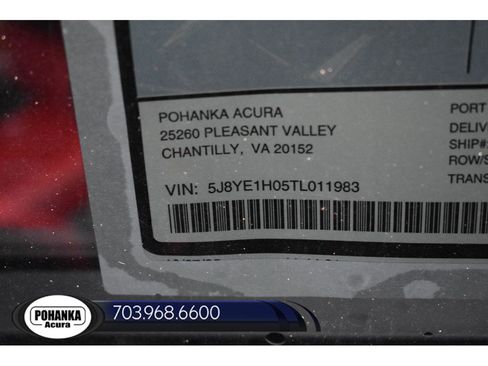 POHANKA ACURA
25260 PLEASANT VALLEY
CHANTILLY, VA 20152
VIN: 5J8YE1H05TL011983
PORT
DELIV
SHIP#:
ROW/S
TRANS
POHANKA
Acura
703.968.6600